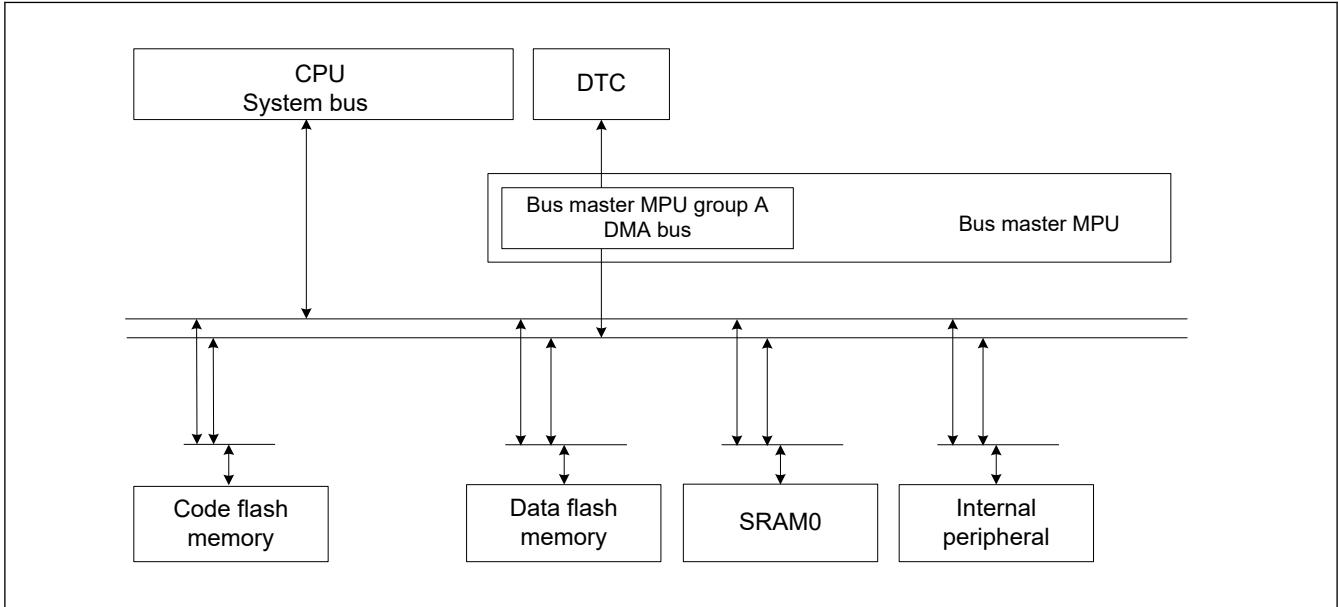 CPU
System bus
DTC
Bus master MPU group A
DMA bus
Bus master MPU
Code flash
memory
Data flash
memory
SRAM0
Internal
peripheral